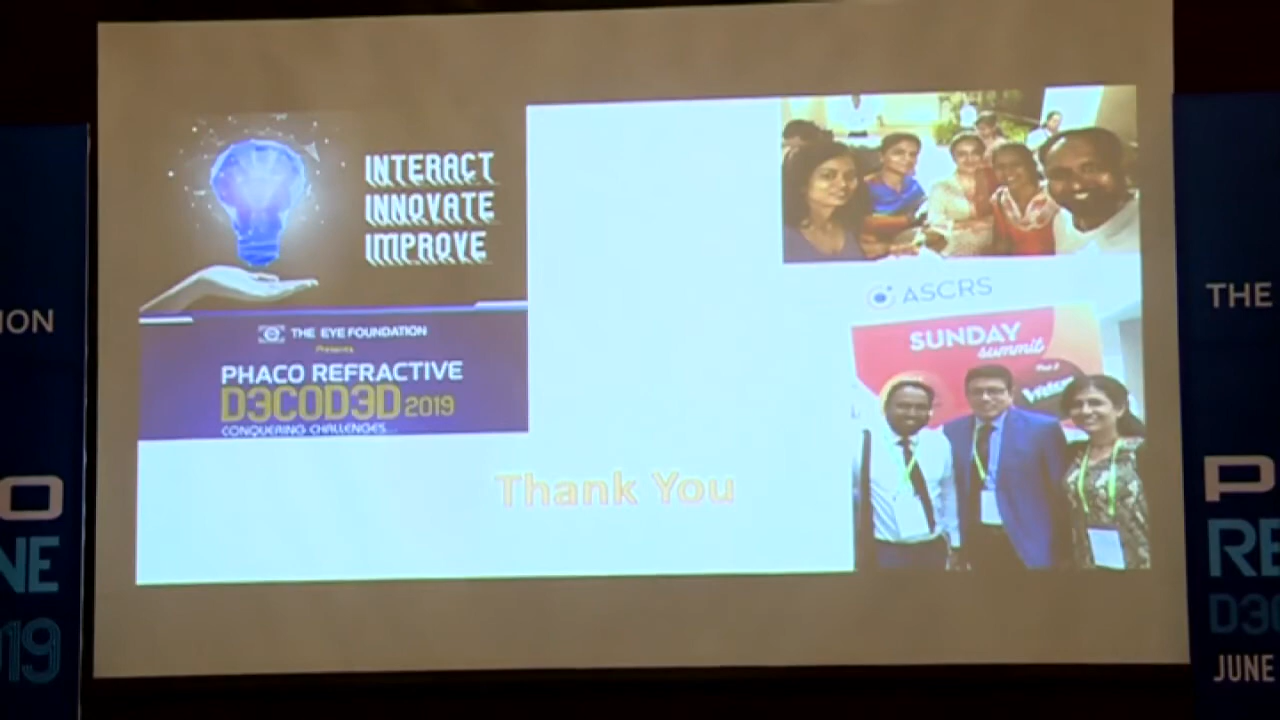 INTERACT
INNOVATE
IMPROVE
THE EYE FOUNDATION
Presents
PHACO REFRACTIVE
D3COD3D 2019
CONQUERING CHALLENGES...
Thank You
ASCRS
SUNDAY
summit
ION
O
NE
19
THE
P
RE
D3C
JUNE